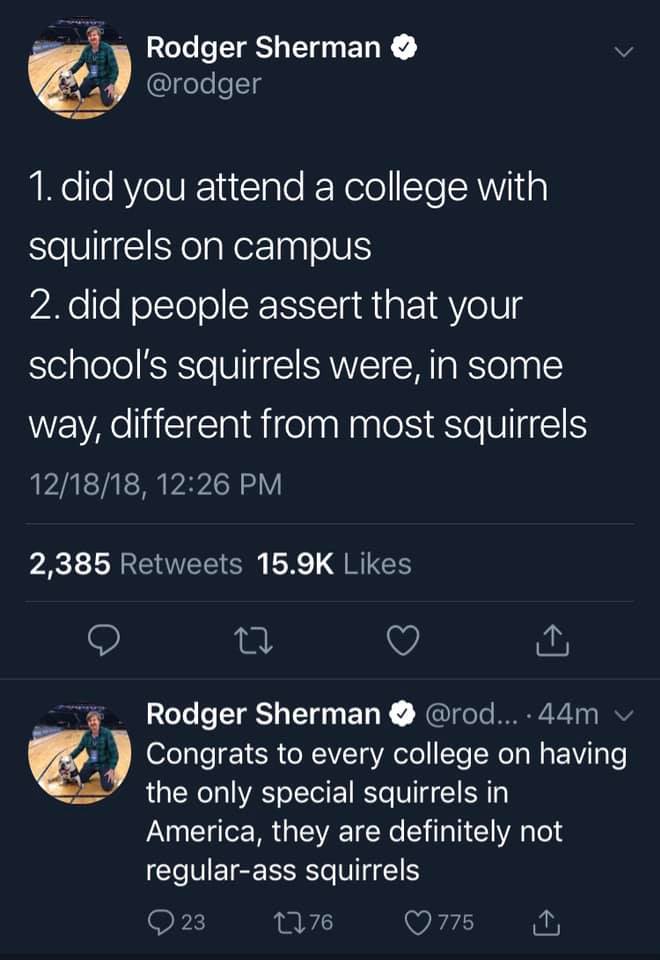 Rodger Sherman
@rodger
1. did you attend a college with
squirrels on campus
2. did people assert that your
school's squirrels were, in some
way, different from most squirrels
12/18/18, 12:26 PM
2,385 Retweets 15.9K Likes
Rodger Sherman @rod... · 44m
Congrats to every college on having
the only special squirrels in
America, they are definitely not
regular-ass squirrels
23 76 775